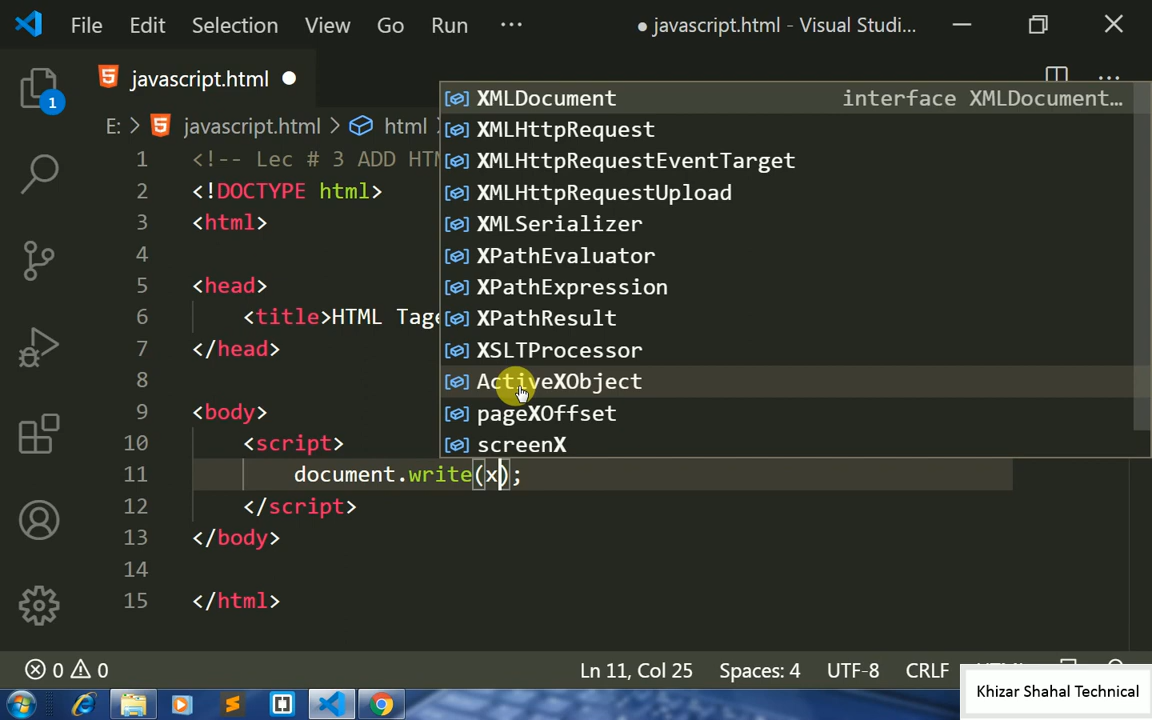 File Edit Selection View Go Run ··· ● javascript.html - Visual Studi...
javascript.html ●
1
E: > javascript.html > html >
1 <!-- Lec # 3 ADD HTM
2 <!DOCTYPE html>
3 <html>
4
5 <head>
6 <title>HTML Tage
7 </head>
8
9 <body>
10 <script>
11 document.write(x);
12 </script>
13 </body>
14
15 </html>
XMLDocument interface XMLDocument…
XMLHttpRequest
XMLHttpRequestEventTarget
XMLHttpRequestUpload
XMLSerializer
XPathEvaluator
XPathExpression
XPathResult
XSLTProcessor
ActiveXObject
pageXOffset
screenX
0 0 Ln 11, Col 25 Spaces: 4 UTF-8 CRLF
Khizar Shahal Technical